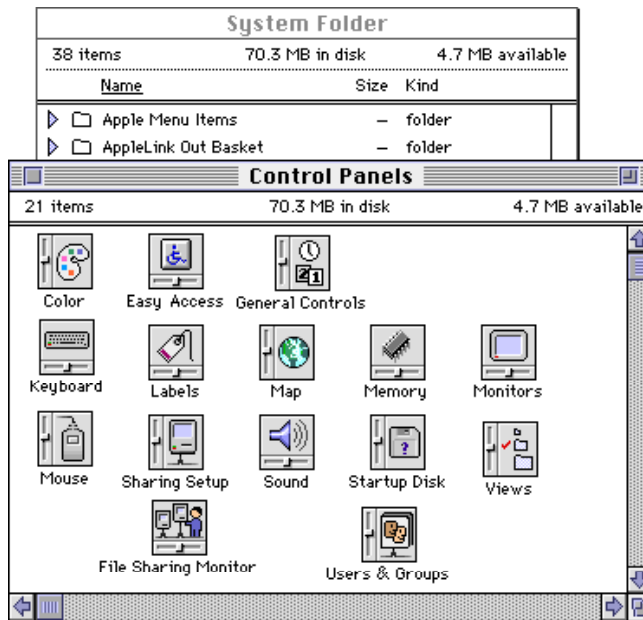 System Folder
38 items 70.3 MB in disk 4.7 MB available
Name Size Kind
Apple Menu Items – folder
AppleLink Out Basket – folder
Control Panels
21 items 70.3 MB in disk 4.7 MB available
Color Easy Access General Controls
Keyboard Labels Map Memory Monitors
Mouse Sharing Setup Sound Startup Disk Views
File Sharing Monitor Users & Groups